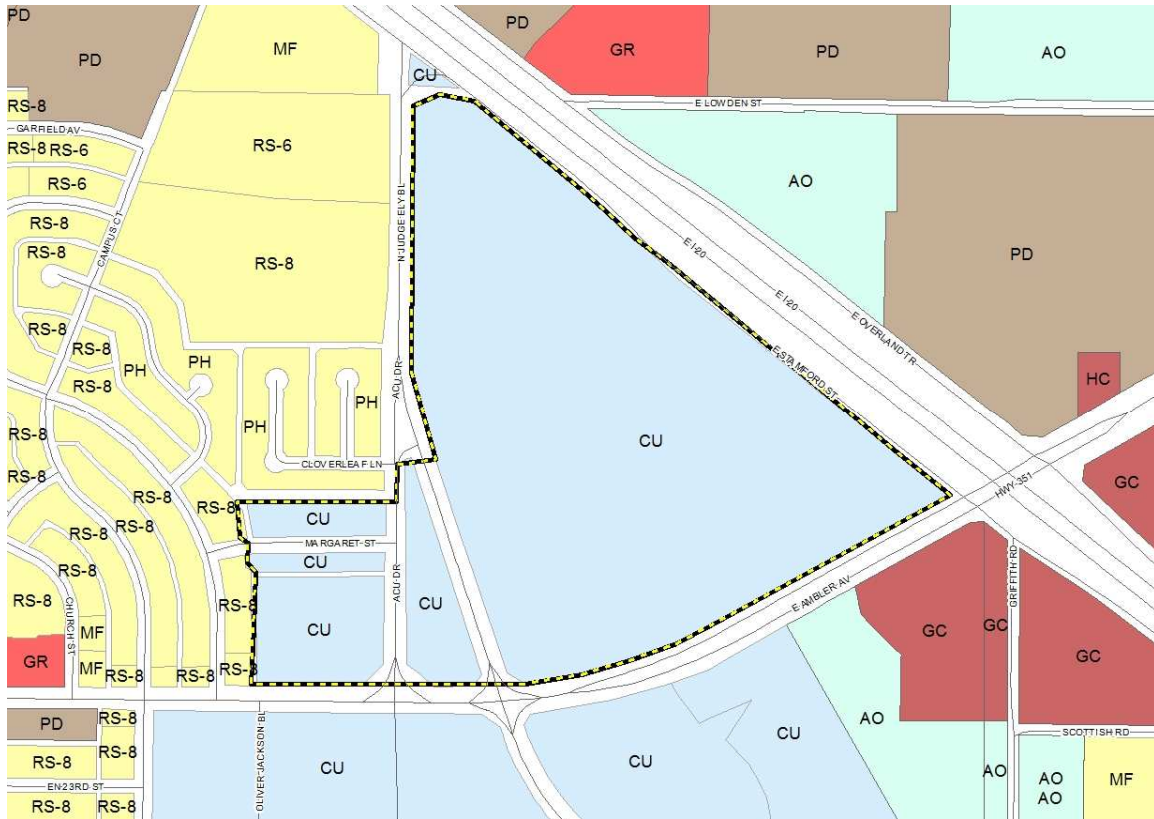 PD
MF
PD
GR
PD
AO
PD
CU
RS-8
E LOWDEN ST
GARFIELD AV
RS-8
RS-6
RS-6
AO
RS-6
RS-8
CAMPUS CT
N JUDGE ELY BL
RS-8
RS-8
E I-20
PD
E I-20
E OVERLAND TR
RS-8
RS-8
PH
PH
RS-8
E STAMFORD ST
ACU DR
HC
PH
PH
RS-8
CU
CLOVERLEAF LN
RS-8
HWY-351
GC
RS-8
RS-8
CU
RS-8
RS-8
MARGARET ST
CU
RS-8
GRIFFITH RD
RS-8
ACU DR
CU
E AMBLER AV
RS-8
CHURCH ST
RS-8
CU
MF
GC
GC
GC
GR
MF
RS-8
RS-8
RS-8
PD
RS-8
AO
CU
SCOTTISH RD
RS-8
RS-8
OLIVER JACKSON BL
CU
CU
AO
AO
MF
EN 23RD ST
RS-8
RS-8
AO